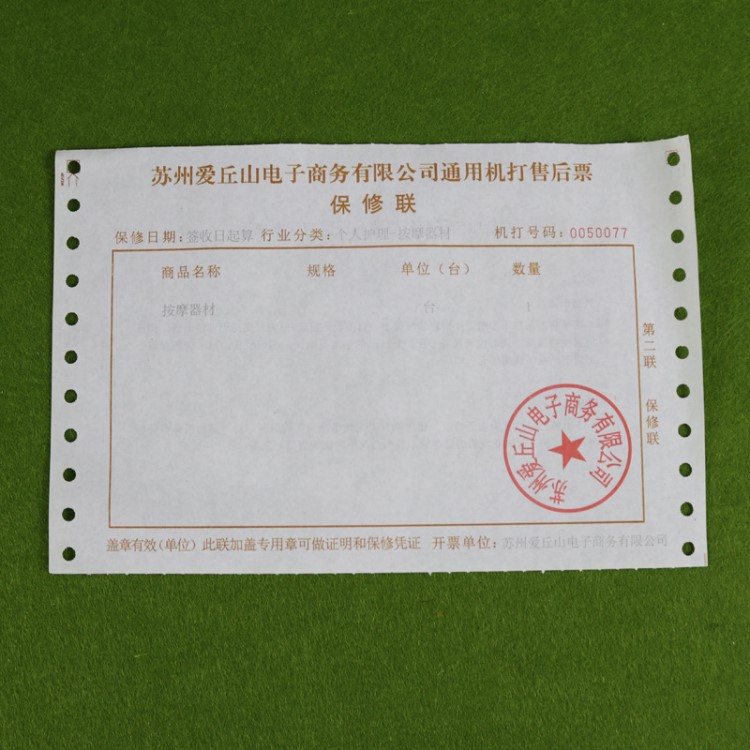 苏州爱丘山电子商务有限公司通用机打售后票
保修联
保修日期:签收日起算 行业分类:个人护理-按摩器材 机打号码:0050077
商品名称 规格 单位(台) 数量
按摩器材 台 1
第二联 保修联
苏州爱丘山电子商务有限公司
盖章有效(单位)此联加盖专用章可做证明和保修凭证 开票单位:苏州爱丘山电子商务有限公司